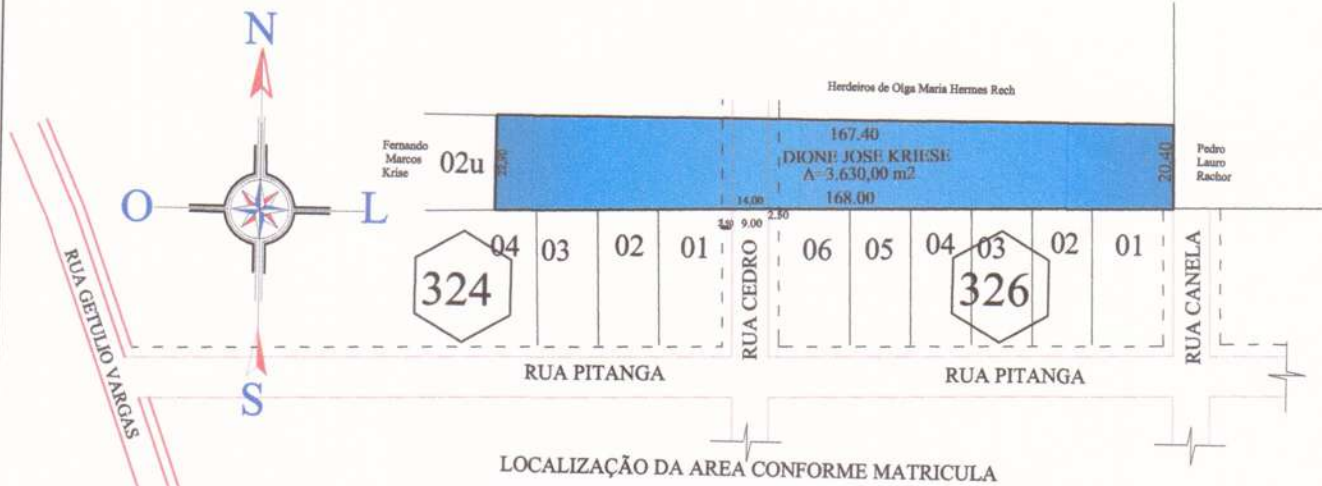 N
Herdeiros de Olga Maria Hermes Roch
Fernando
Marcos
Krise
02u
167.40
DIONE JOSE KRIESE
A=3.630,00 m2
168.00
20,40
Pedro
Lauro
Rachor
O
L
14,00
9.00
2.50
04
03
02
01
06
05
04
03
02
01
324
326
RUA CEDRO
RUA CANELA
RUA GETULIO VARGAS
RUA PITANGA
RUA PITANGA
S
LOCALIZAÇÃO DA AREA CONFORME MATRICULA